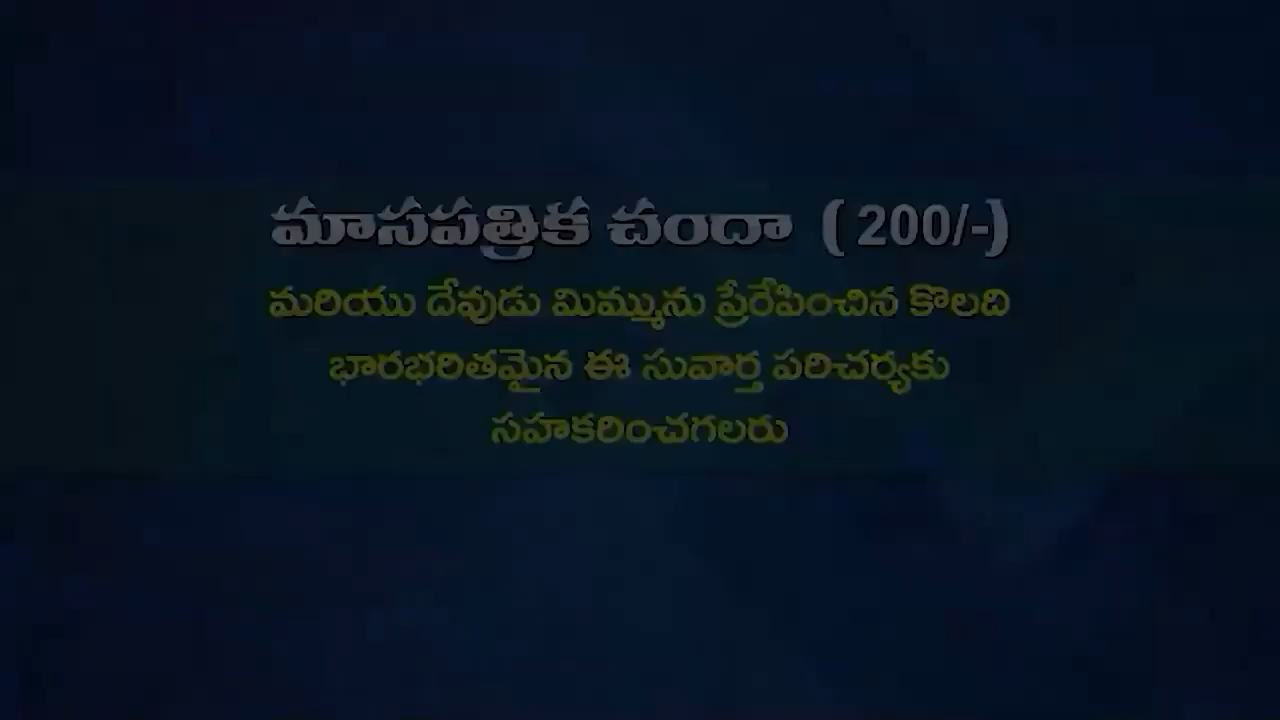 మాసపత్రిక చందా ( 200/-)
మరియు దేవుడు మిమ్మును ప్రేరేపించిన కొలది
భారభరితమైన ఈ సువార్త పరిచర్యకు
సహకరించగలరు